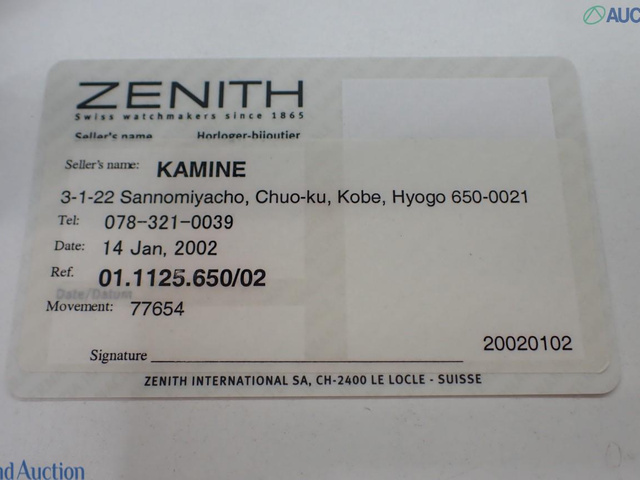 AUC
ZENITH
Swiss watchmakers since 1865
Seller's name Horloger-bijoutier
Seller's name: KAMINE
3-1-22 Sannomiyacho, Chuo-ku, Kobe, Hyogo 650-0021
Tel: 078-321-0039
Date: 14 Jan, 2002
Ref. 01.1125.650/02
Date/Datum
Movement: 77654
20020102
Signature
ZENITH INTERNATIONAL SA, CH-2400 LE LOCLE - SUISSE
nd Auction